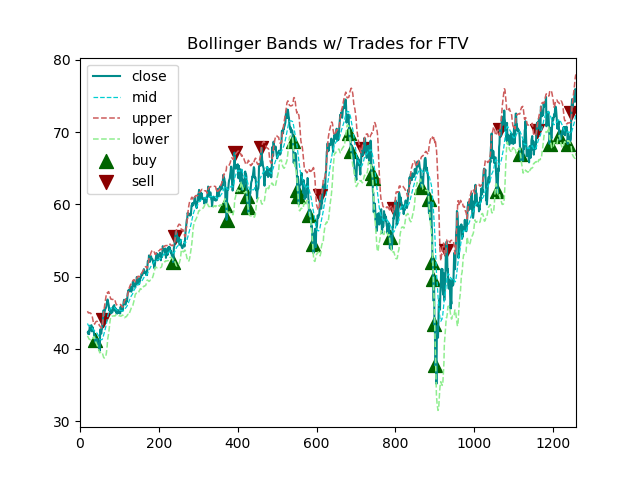 Bollinger Bands w/ Trades for FTV
80
70
60
50
40
30
close
mid
upper
lower
buy
sell
0 200 400 600 800 1000 1200